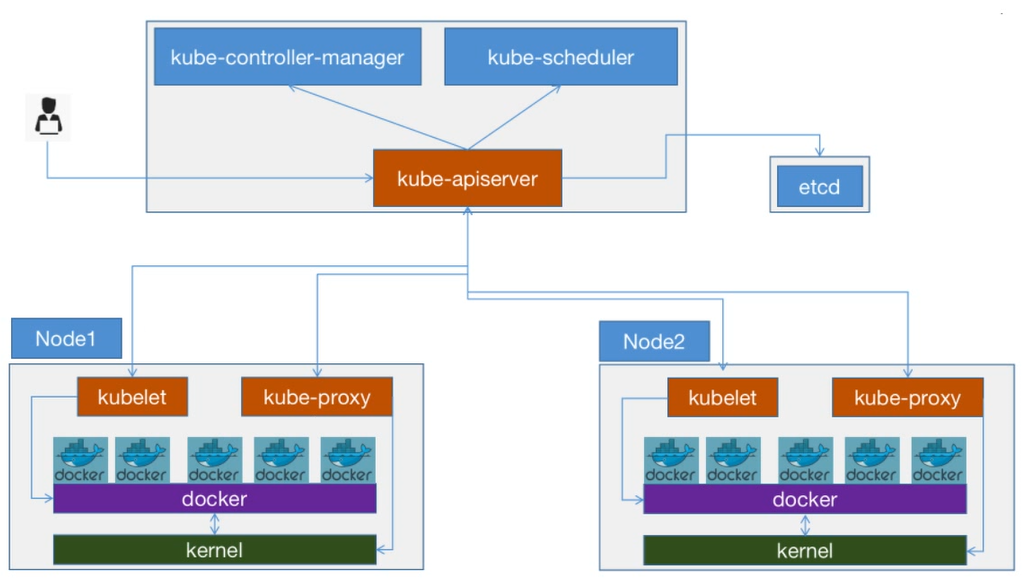 kube-controller-manager
kube-scheduler
kube-apiserver
etcd
Node1
kubelet
kube-proxy
docker
docker
docker
docker
docker
docker
kernel
Node2
kubelet
kube-proxy
docker
docker
docker
docker
docker
docker
kernel